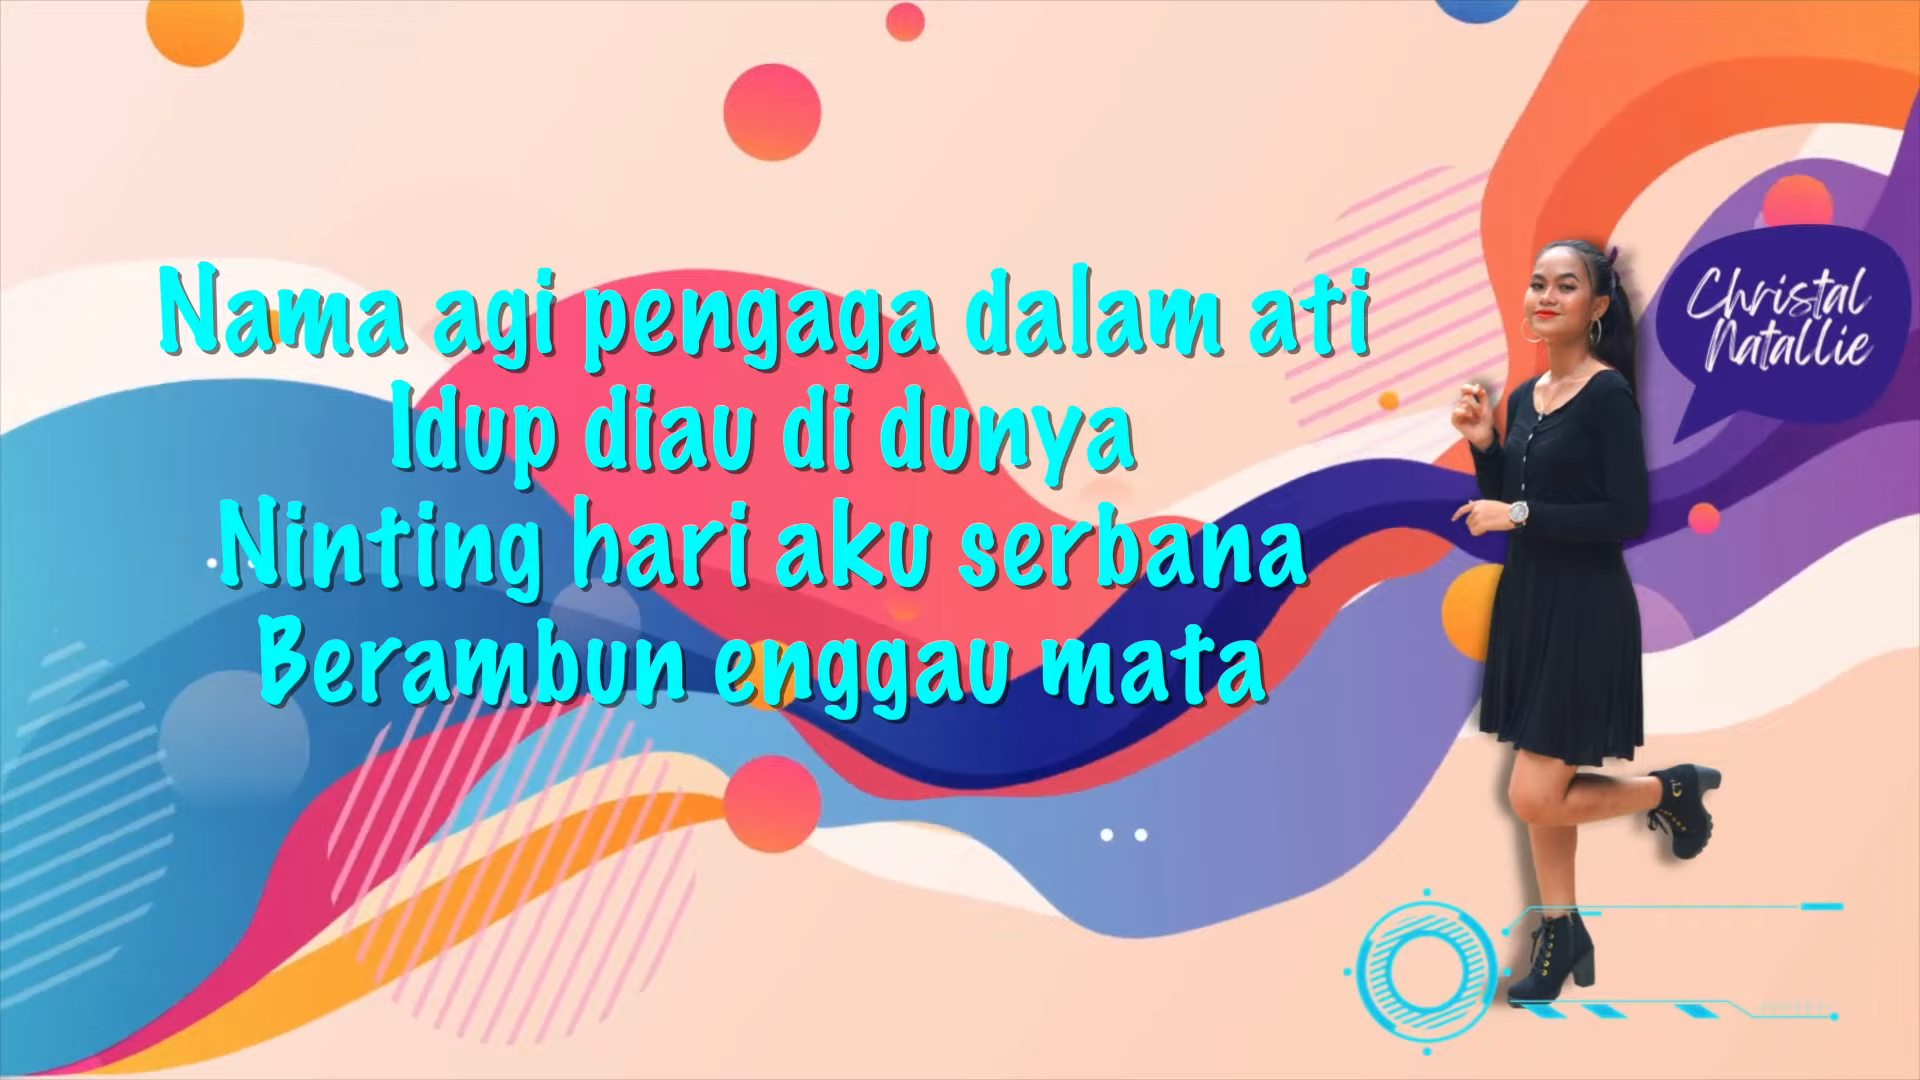 Nama agi pengaga dalam ati
Idup diau di dunya
Ninting hari aku serbana
Berambun enggau mata
Christal
Natallie